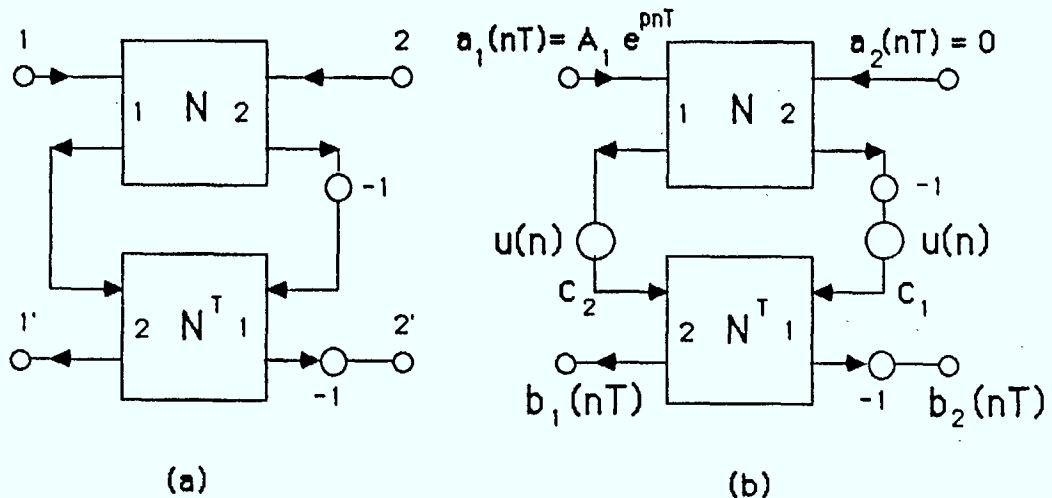 1 2
1 N 2
-1
2 N^T 1
1' 2'
-1
(a)
a_1(nT) = A_1 e^{pnT} a_2(nT) = 0
1 N 2
-1
u(n) u(n)
c_2 c_1
2 N^T 1
-1
b_1(nT) b_2(nT)
(b)